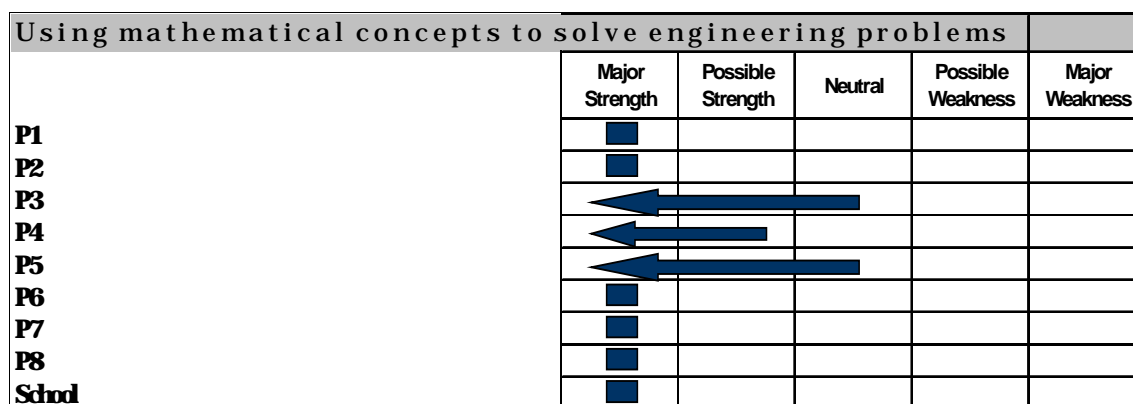 Using mathematical concepts to solve engineering problems
Major Strength Possible Strength Neutral Possible Weakness Major Weakness
P1
P2
P3
P4
P5
P6
P7
P8
School